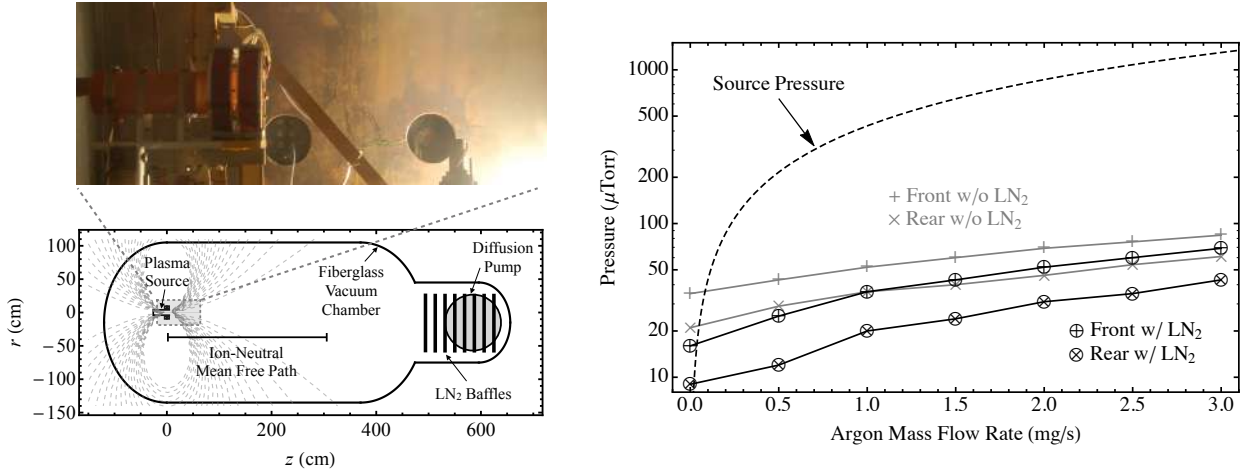 100
50
0
−50
−100
−150
r (cm)
Plasma
Source
Fiberglass
Vacuum
Chamber
Diffusion
Pump
Ion-Neutral
Mean Free Path
LN₂ Baffles
0
200
400
600
z (cm)
1000
500
300
200
100
50
20
10
Pressure (μTorr)
Source Pressure
+ Front w/o LN₂
× Rear w/o LN₂
⊕ Front w/ LN₂
⊗ Rear w/ LN₂
0.0 0.5 1.0 1.5 2.0 2.5 3.0
Argon Mass Flow Rate (mg/s)